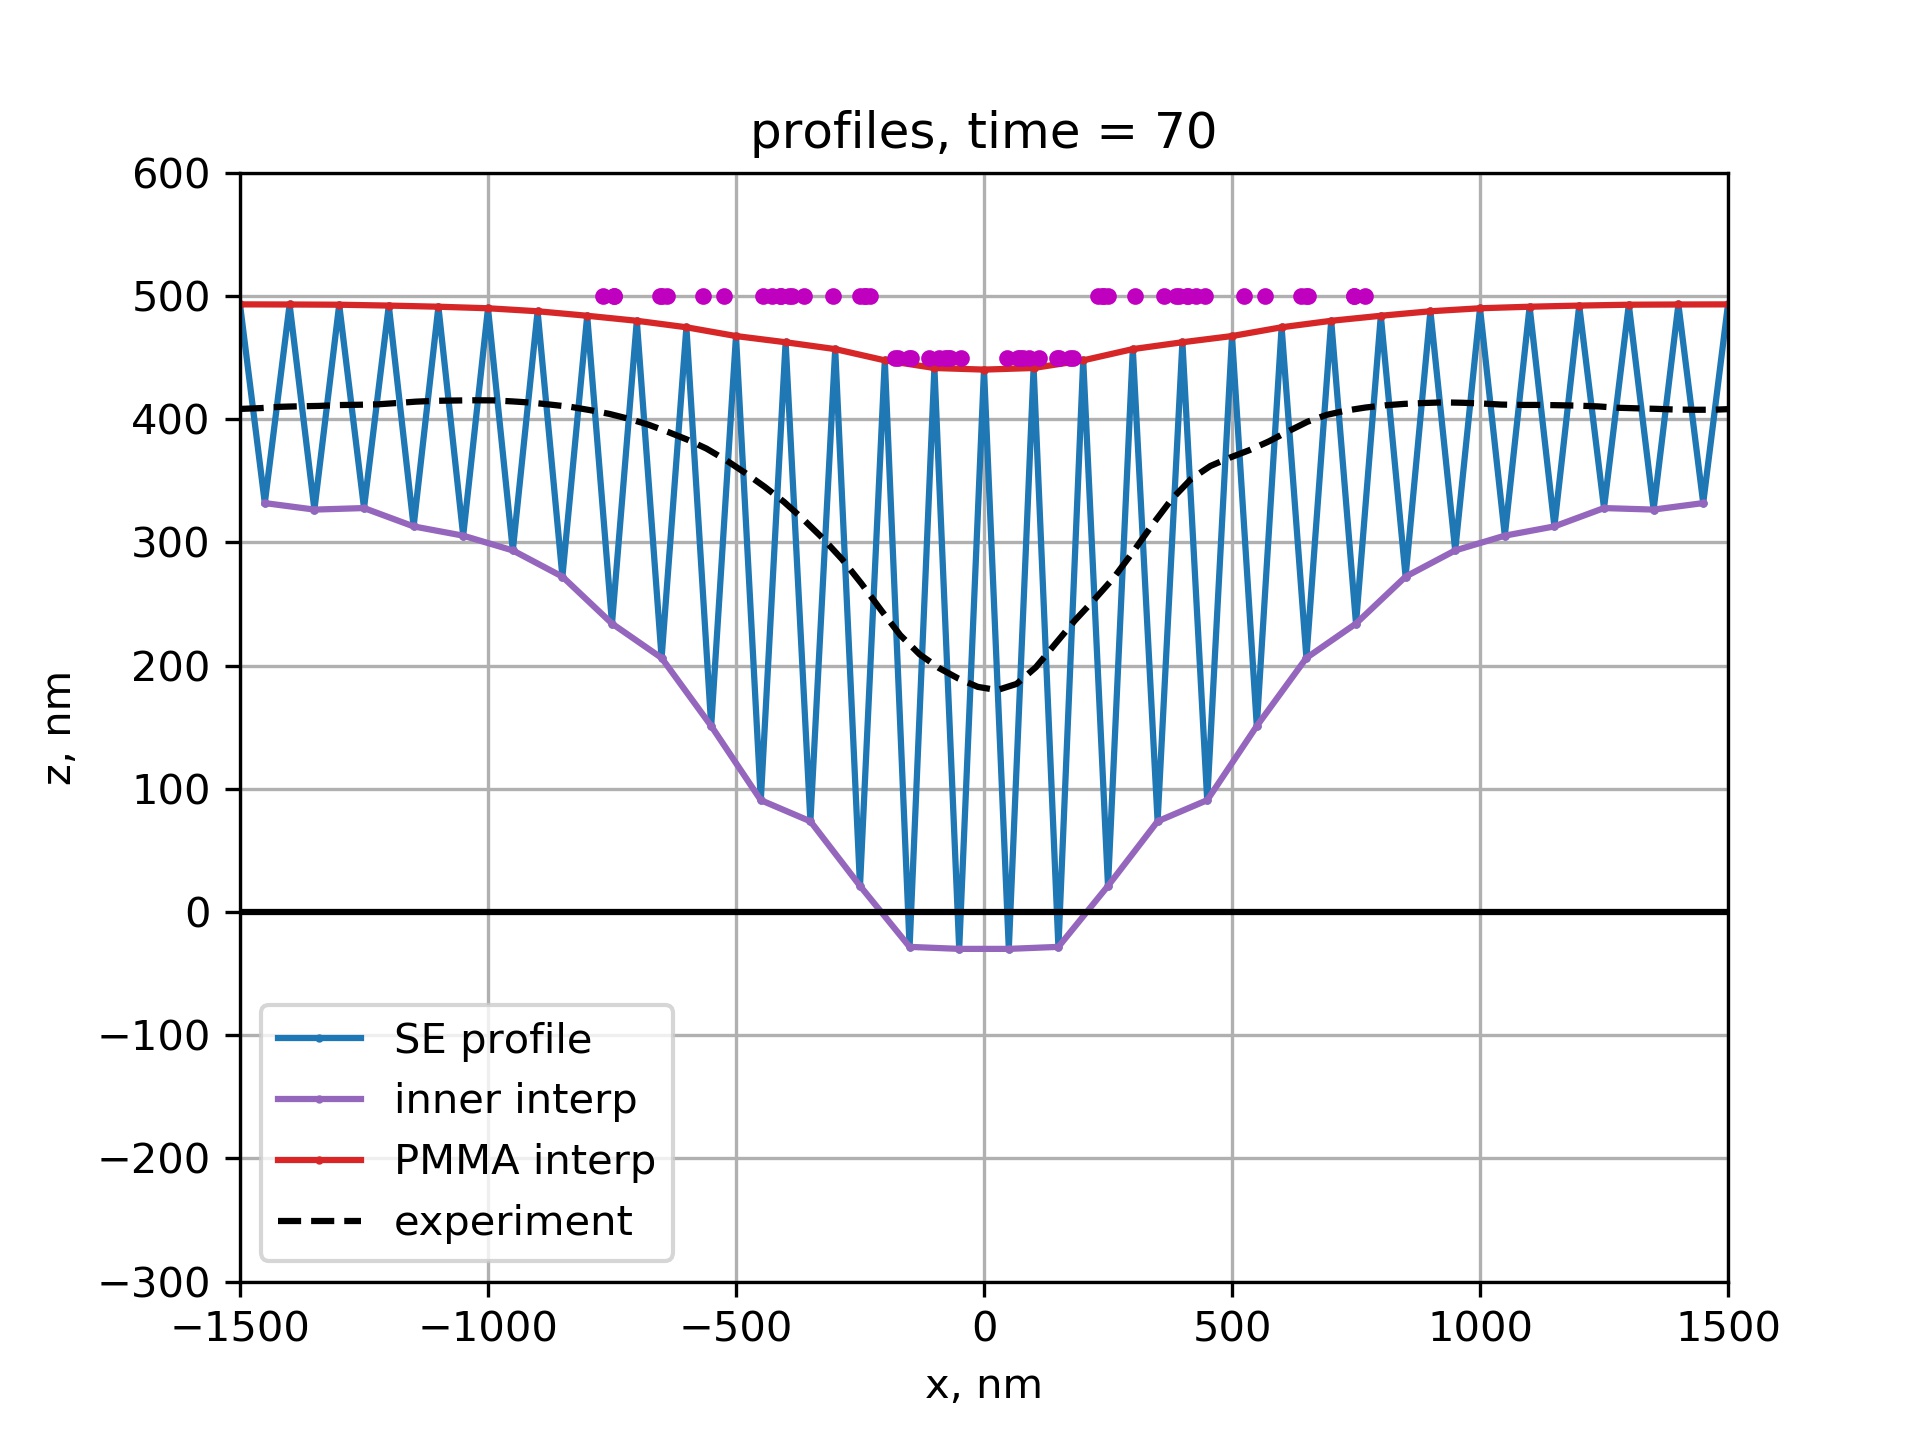 profiles, time = 70
600
500
400
300
200
100
0
−100
−200
−300
z, nm
SE profile
inner interp
PMMA interp
experiment
−1500 −1000 −500 0 500 1000 1500
x, nm